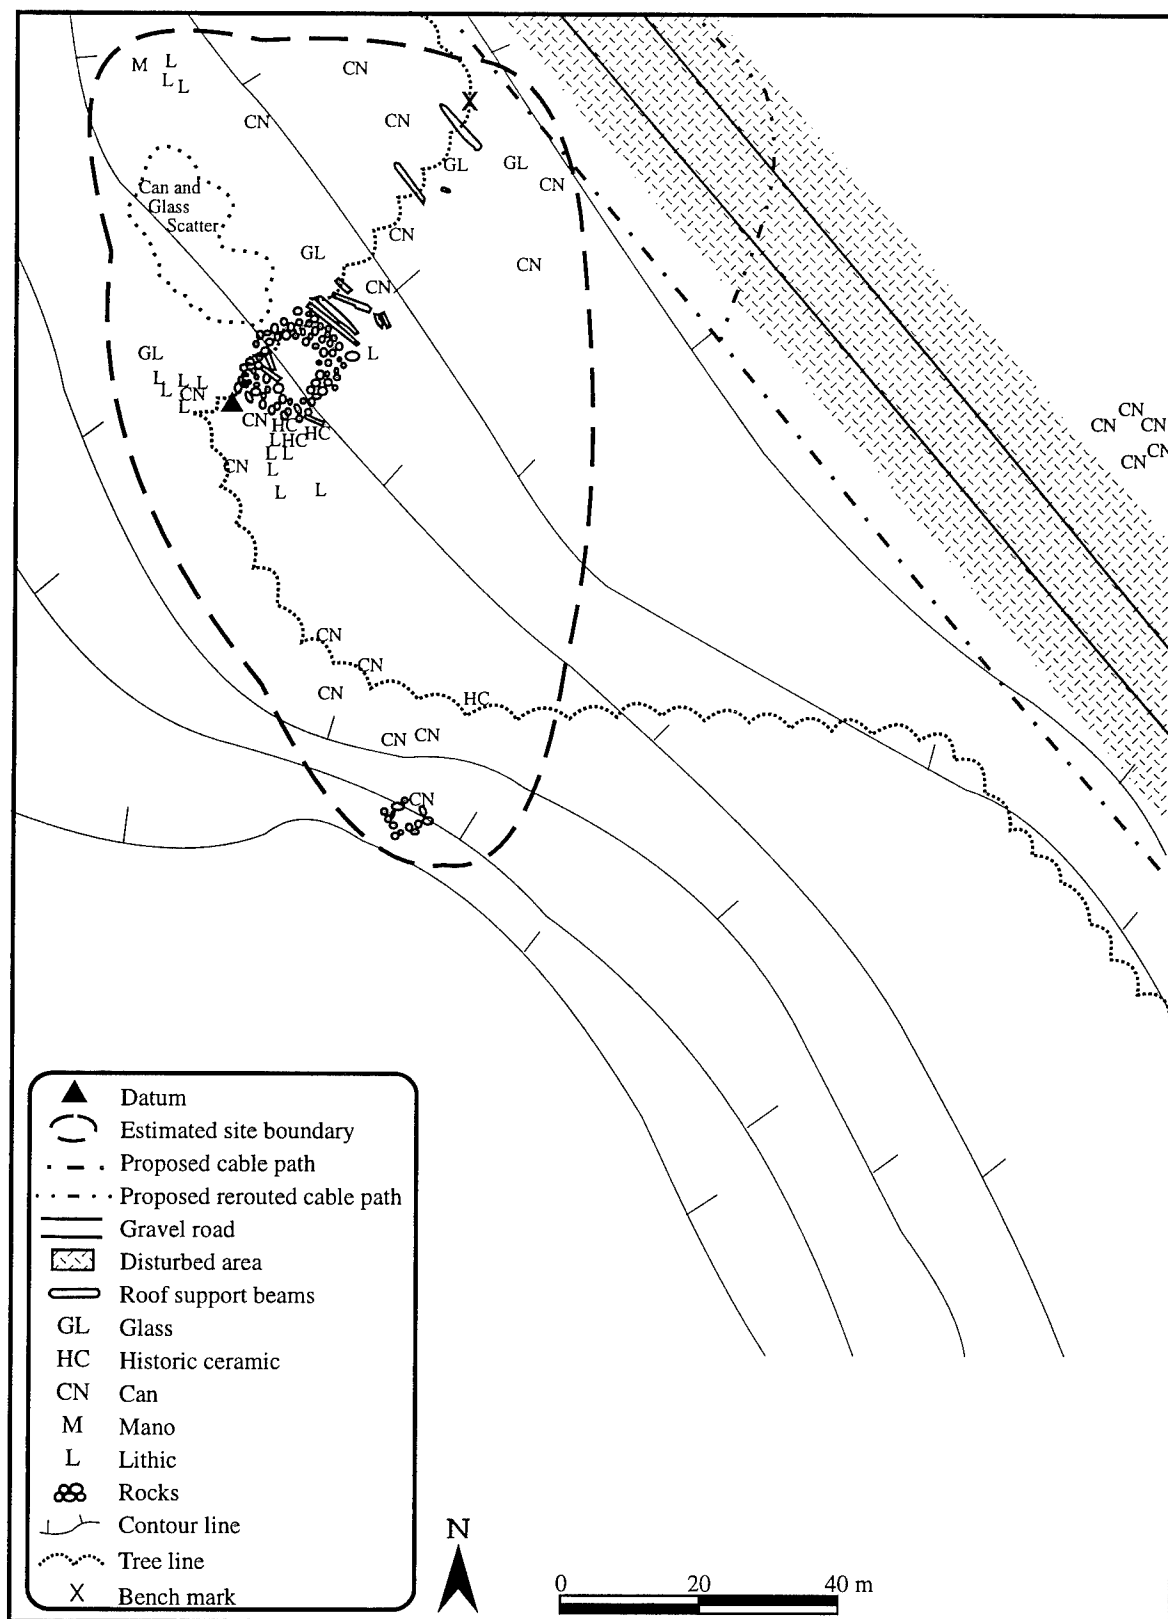 M L
L L
CN
CN
CN
GL
GL
CN
Can and
Glass
Scatter
CN
GL
CN
CN
GL
L
L L L
L CN
L
CN
HC
HC
L HC
L L
L
CN
L L
CN
CN CN
CN CN
CN
CN
CN
HC
CN CN
CN
Datum
Estimated site boundary
Proposed cable path
Proposed rerouted cable path
Gravel road
Disturbed area
Roof support beams
GL Glass
HC Historic ceramic
CN Can
M Mano
L Lithic
Rocks
Contour line
Tree line
X Bench mark
N
0 20 40 m